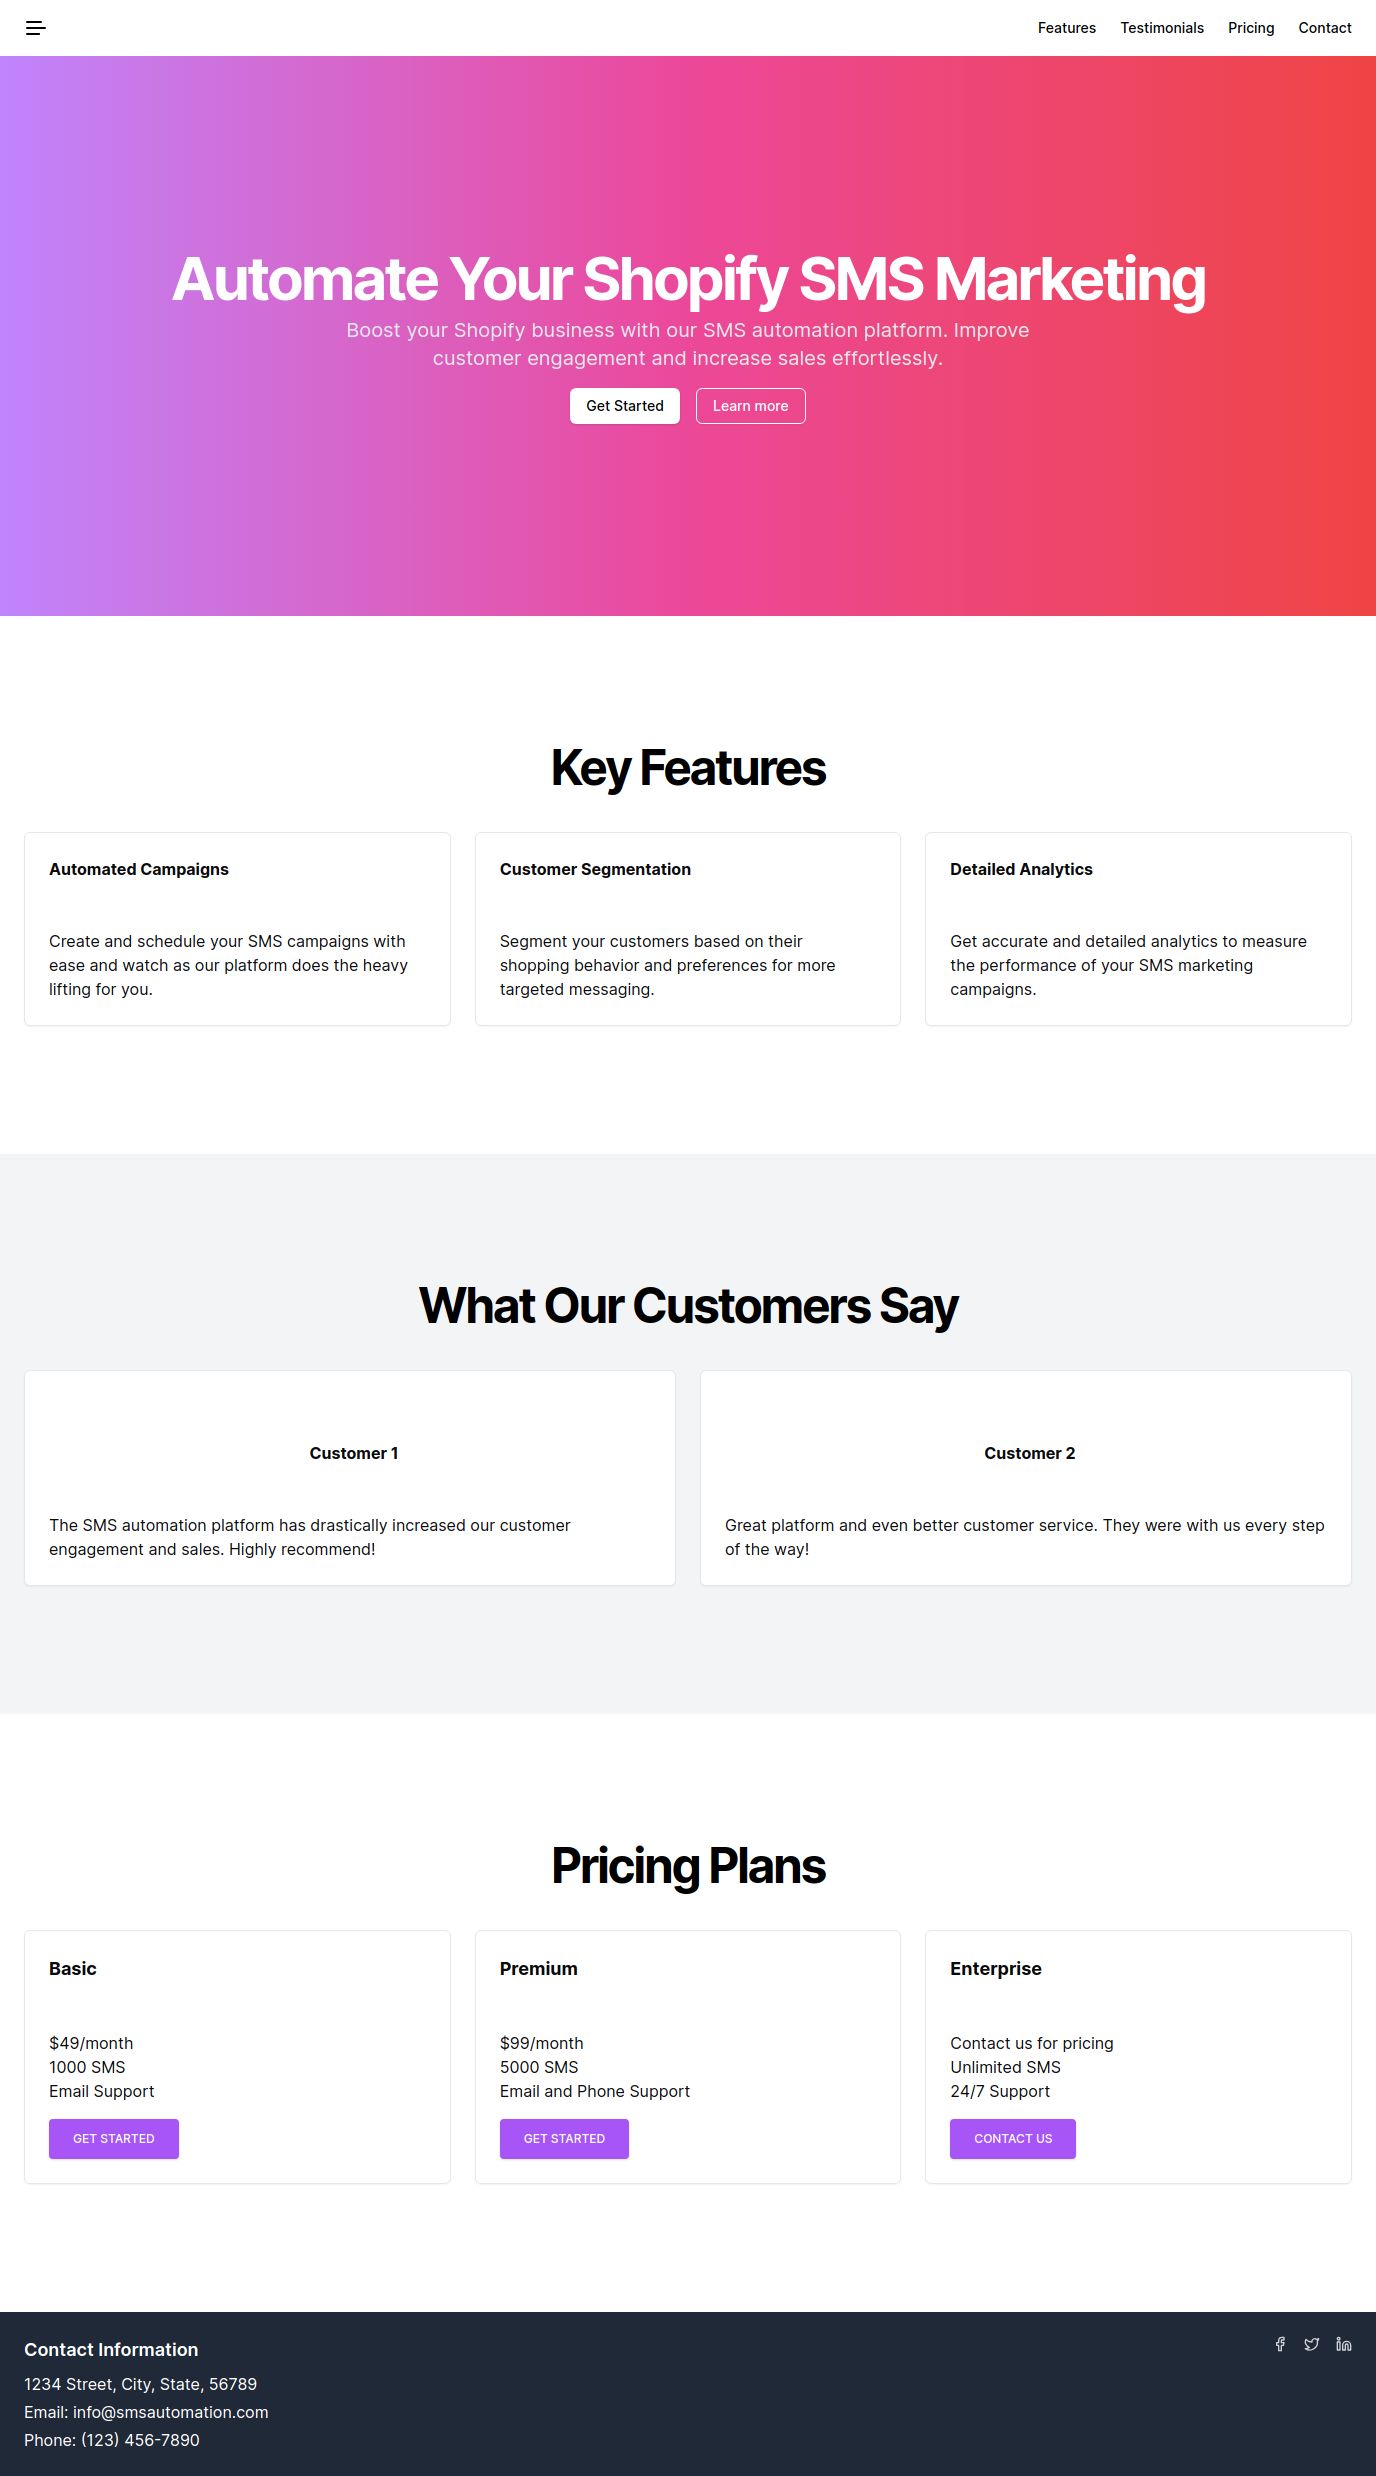 Features Testimonials Pricing Contact
Automate Your Shopify SMS Marketing
Boost your Shopify business with our SMS automation platform. Improve
customer engagement and increase sales effortlessly.
Get Started Learn more
Key Features
Automated Campaigns
Create and schedule your SMS campaigns with
ease and watch as our platform does the heavy
lifting for you.
Customer Segmentation
Segment your customers based on their
shopping behavior and preferences for more
targeted messaging.
Detailed Analytics
Get accurate and detailed analytics to measure
the performance of your SMS marketing
campaigns.
What Our Customers Say
Customer 1
The SMS automation platform has drastically increased our customer
engagement and sales. Highly recommend!
Customer 2
Great platform and even better customer service. They were with us every step
of the way!
Pricing Plans
Basic
$49/month
1000 SMS
Email Support
GET STARTED
Premium
$99/month
5000 SMS
Email and Phone Support
GET STARTED
Enterprise
Contact us for pricing
Unlimited SMS
24/7 Support
CONTACT US
Contact Information
1234 Street, City, State, 56789
Email: info@smsautomation.com
Phone: (123) 456-7890